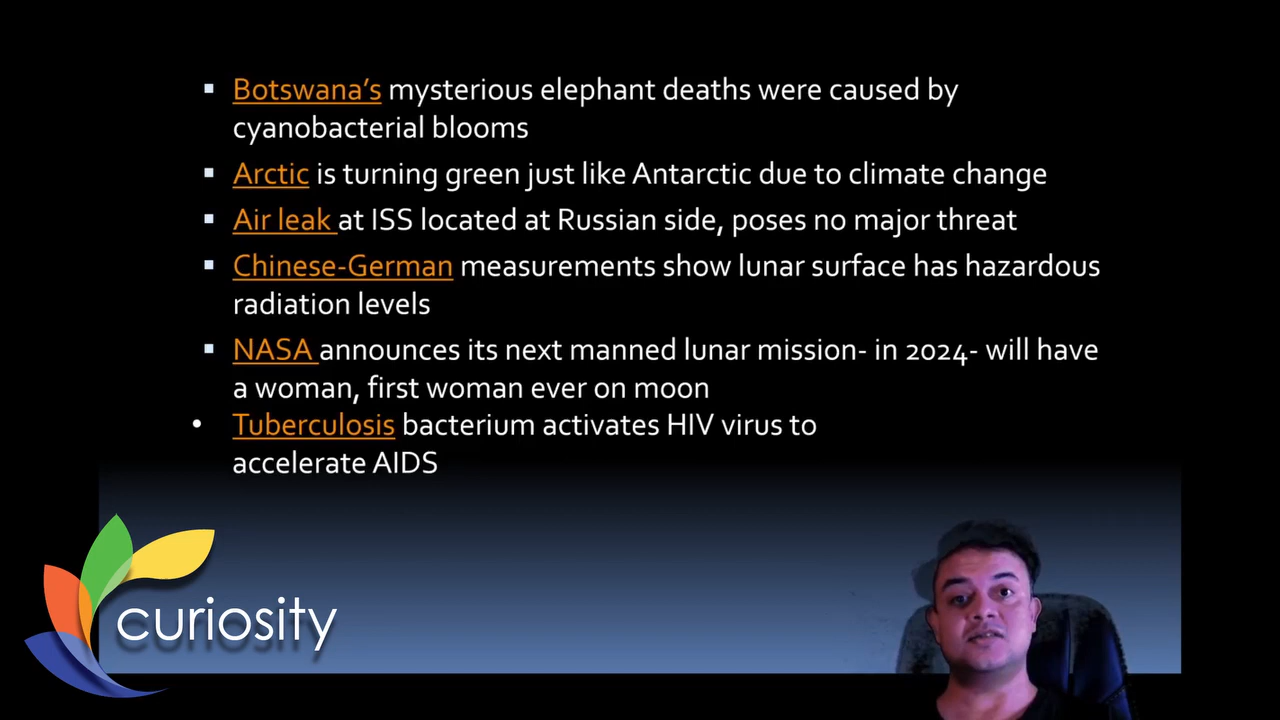 Botswana's mysterious elephant deaths were caused by
cyanobacterial blooms
Arctic is turning green just like Antarctic due to climate change
Air leak at ISS located at Russian side, poses no major threat
Chinese-German measurements show lunar surface has hazardous
radiation levels
NASA announces its next manned lunar mission- in 2024- will have
a woman, first woman ever on moon
Tuberculosis bacterium activates HIV virus to
accelerate AIDS
curiosity